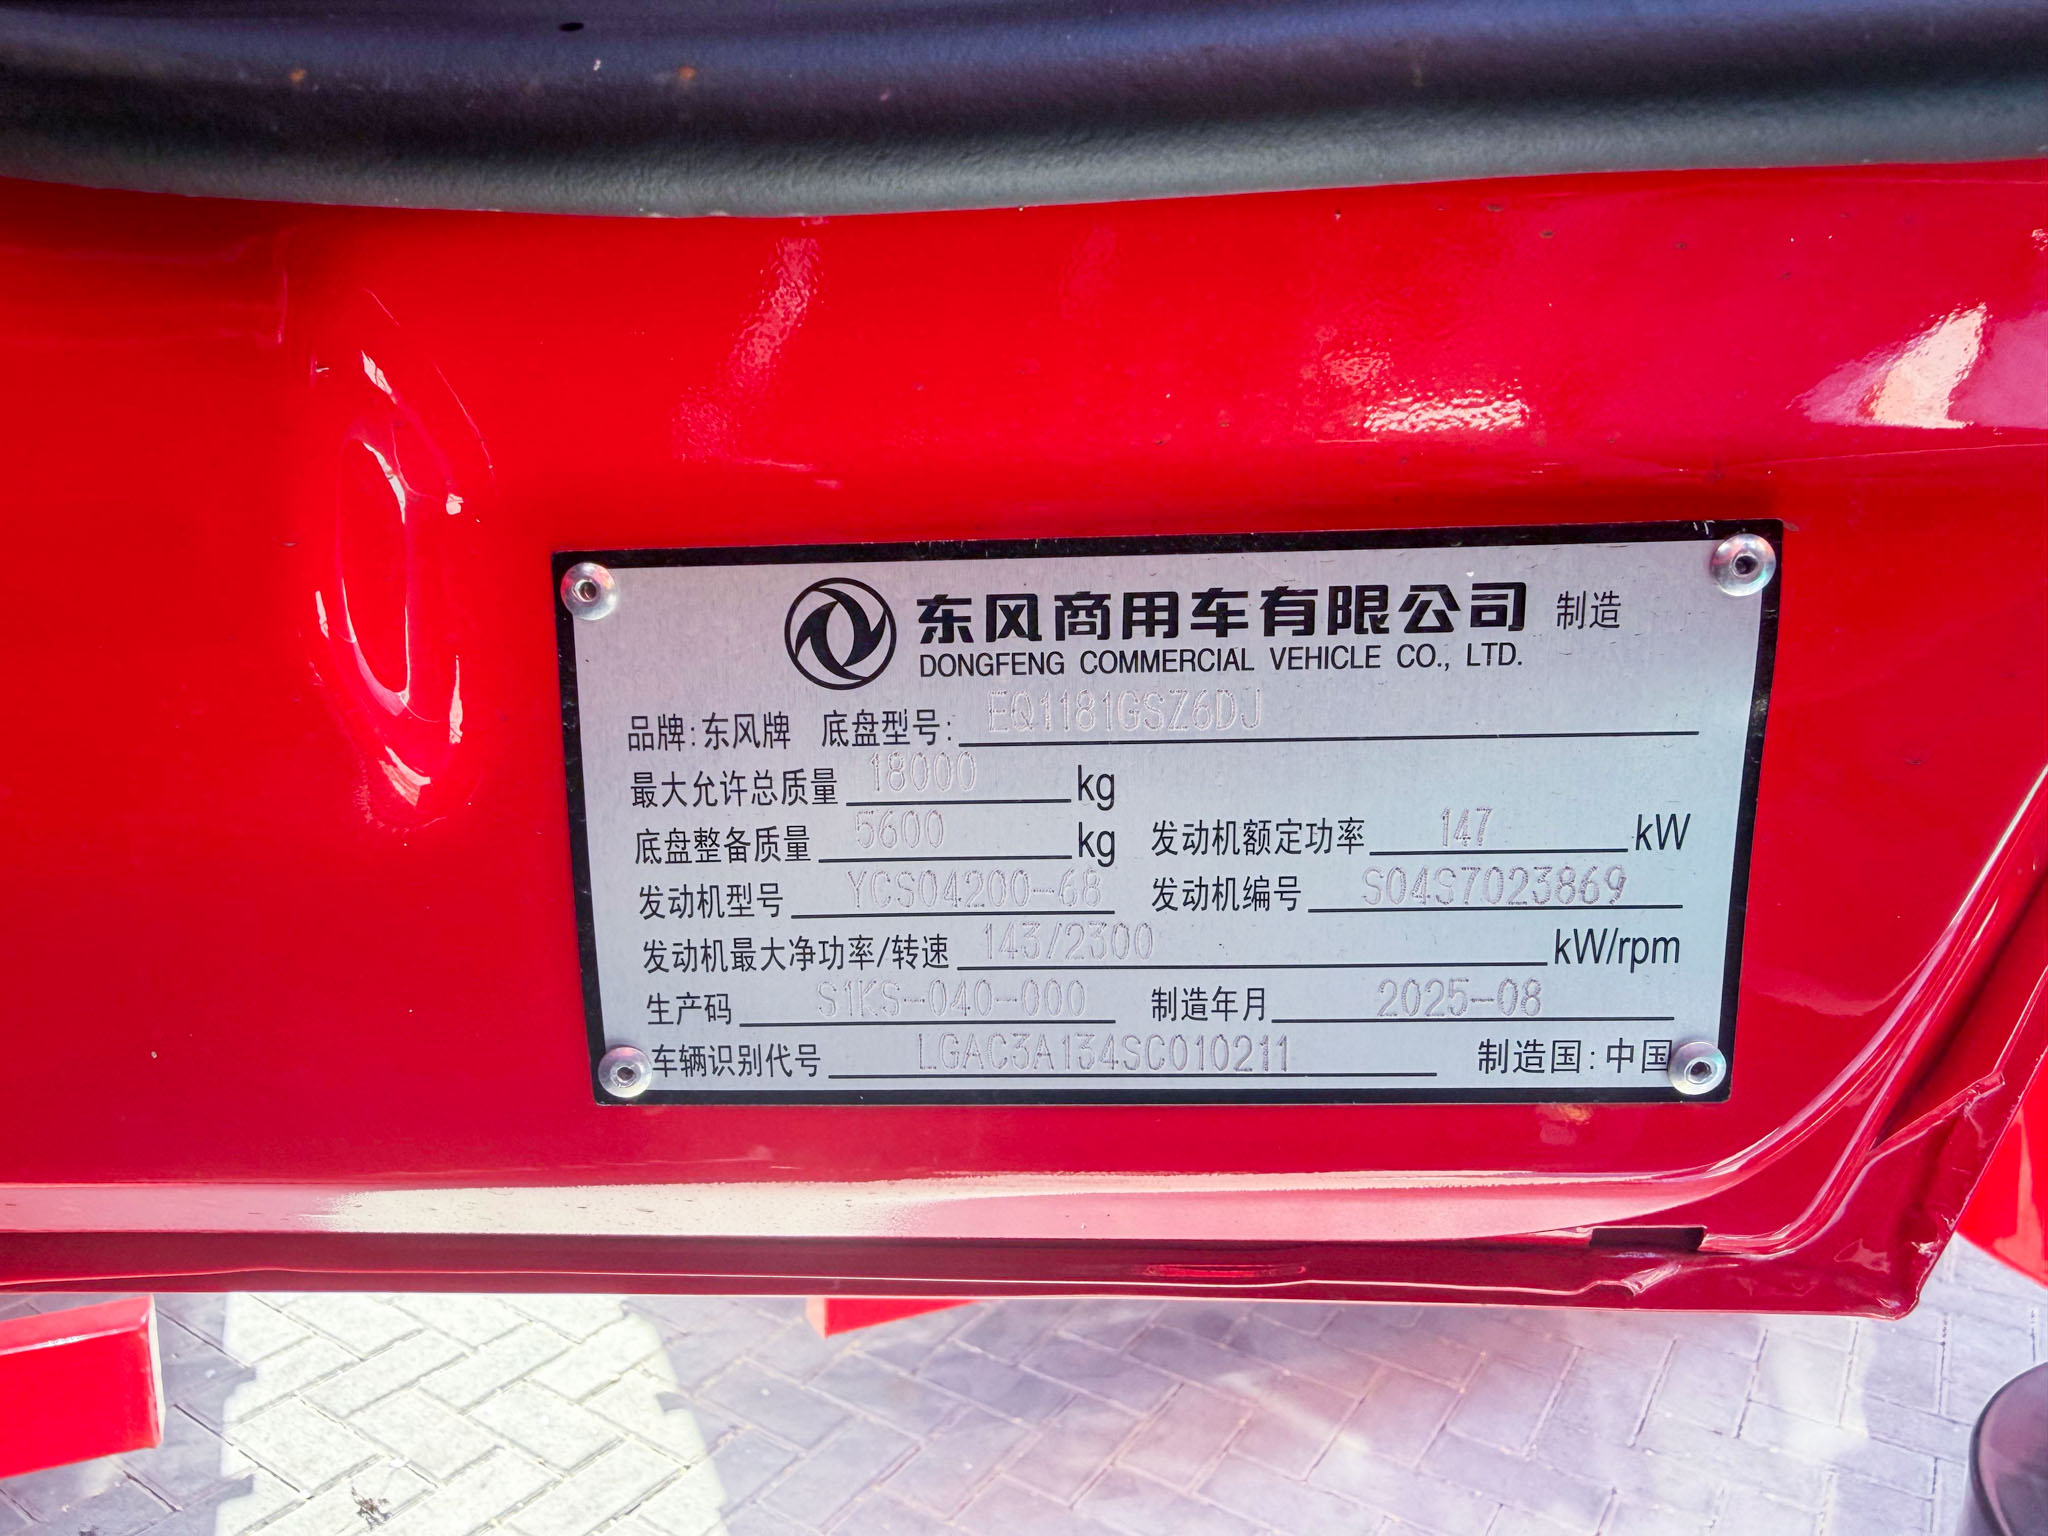 东风商用车有限公司 制造
DONGFENG COMMERCIAL VEHICLE CO., LTD.
品牌:东风牌 底盘型号: EQ1181GSZ6DJ
最大允许总质量 18000 kg
底盘整备质量 5600 kg 发动机额定功率 147 kW
发动机型号 YCS04200-68 发动机编号 S04S7023869
发动机最大净功率/转速 143/2300 kW/rpm
生产码 S1KS-040-000 制造年月 2025-08
车辆识别代号 LGAC3A134SC010211 制造国:中国